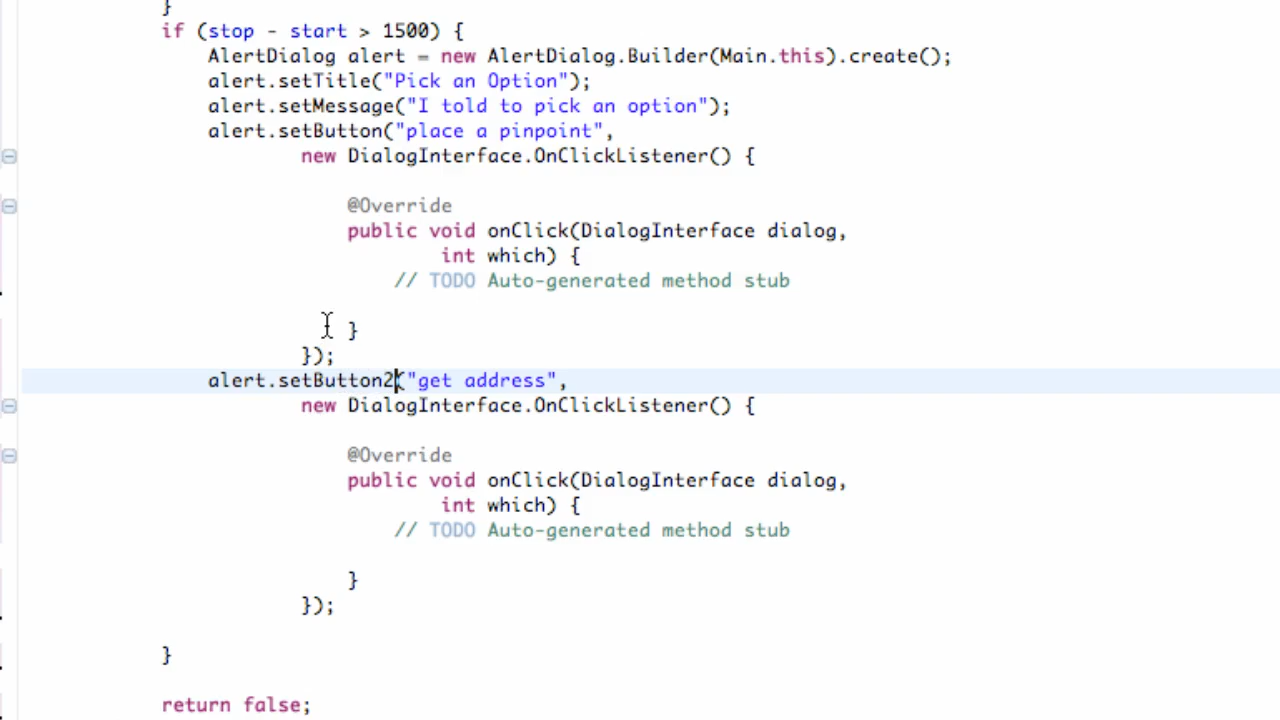 }
if (stop - start > 1500) {
AlertDialog alert = new AlertDialog.Builder(Main.this).create();
alert.setTitle("Pick an Option");
alert.setMessage("I told to pick an option");
alert.setButton("place a pinpoint",
new DialogInterface.OnClickListener() {
@Override
public void onClick(DialogInterface dialog,
int which) {
// TODO Auto-generated method stub
}
});
alert.setButton2("get address",
new DialogInterface.OnClickListener() {
@Override
public void onClick(DialogInterface dialog,
int which) {
// TODO Auto-generated method stub
}
});
}
return false;